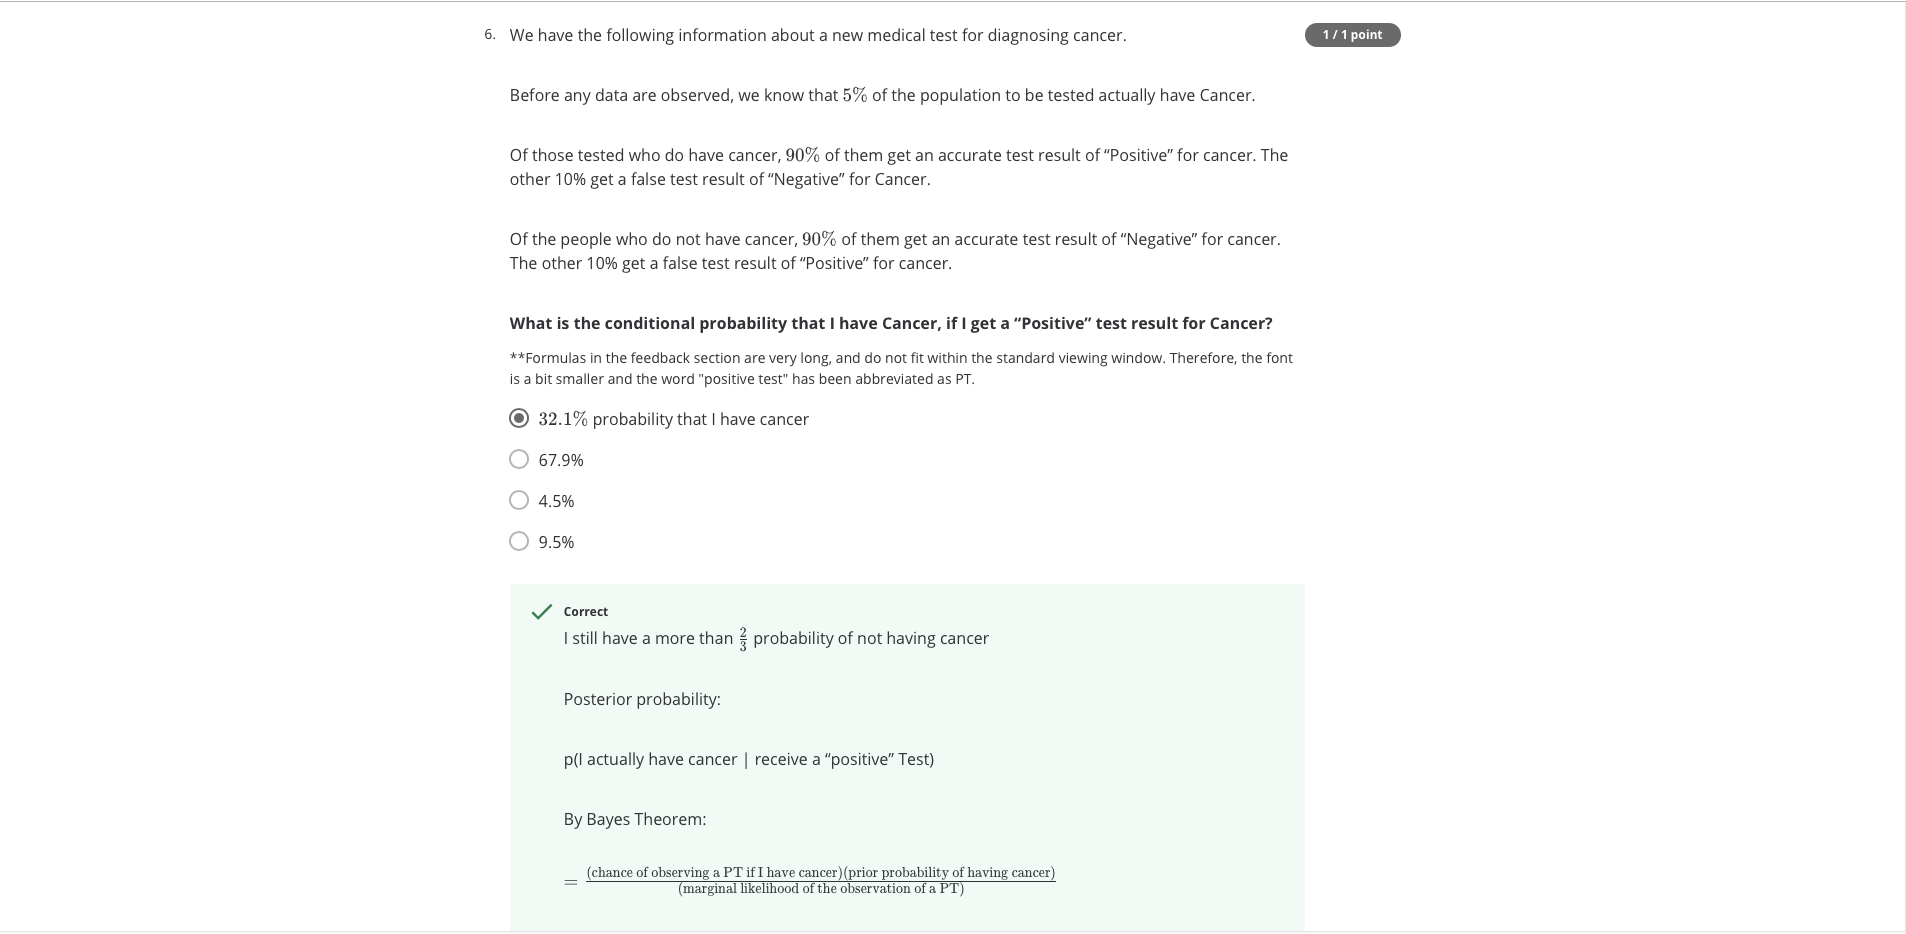 6. We have the following information about a new medical test for diagnosing cancer.
1 / 1 point
Before any data are observed, we know that 5% of the population to be tested actually have Cancer.
Of those tested who do have cancer, 90% of them get an accurate test result of “Positive” for cancer. The
other 10% get a false test result of “Negative” for Cancer.
Of the people who do not have cancer, 90% of them get an accurate test result of “Negative” for cancer.
The other 10% get a false test result of “Positive” for cancer.
What is the conditional probability that I have Cancer, if I get a “Positive” test result for Cancer?
**Formulas in the feedback section are very long, and do not fit within the standard viewing window. Therefore, the font
is a bit smaller and the word "positive test" has been abbreviated as PT.
32.1% probability that I have cancer
67.9%
4.5%
9.5%
Correct
I still have a more than 2/3 probability of not having cancer
Posterior probability:
p(I actually have cancer | receive a “positive” Test)
By Bayes Theorem:
= (chance of observing a PT if I have cancer)(prior probability of having cancer)
(marginal likelihood of the observation of a PT)